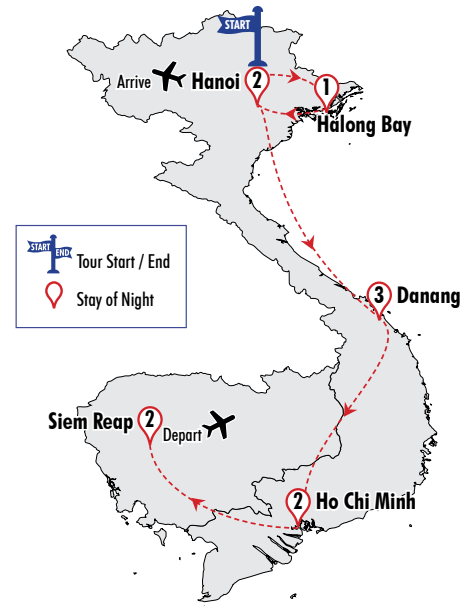 START
Arrive
Hanoi
2
1
Halong Bay
START
END
Tour Start / End
Stay of Night
3
Danang
Siem Reap
2
Depart
2
Ho Chi Minh